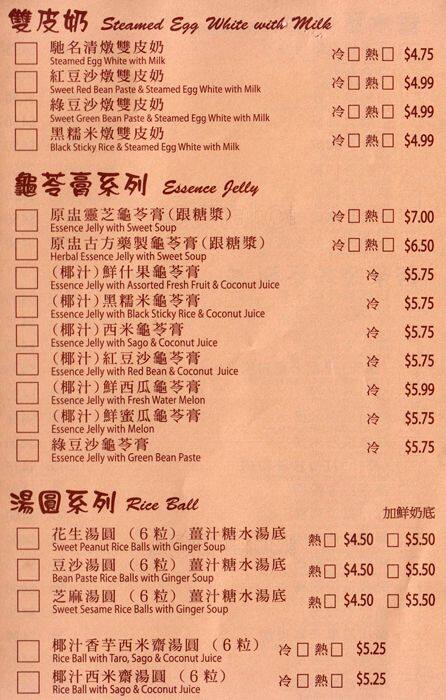 雙皮奶 Steamed Egg White with Milk
馳名清燉雙皮奶 冷 熱 $4.75
Steamed Egg White with Milk
紅豆沙燉雙皮奶 冷 熱 $4.99
Sweet Red Bean Paste & Steamed Egg White with Milk
綠豆沙燉雙皮奶 冷 熱 $4.99
Sweet Green Bean Paste & Steamed Egg White with Milk
黑糯米燉雙皮奶 冷 熱 $4.99
Black Sticky Rice & Steamed Egg White with Milk
龜苓膏系列 Essence Jelly
原盅靈芝龜苓膏(跟糖漿) 冷 熱 $7.00
Essence Jelly with Sweet Soup
原盅古方藥製龜苓膏(跟糖漿) 冷 熱 $6.50
Herbal Essence Jelly with Sweet Soup
(椰汁)鮮什果龜苓膏 冷 $5.75
Essence Jelly with Assorted Fresh Fruit & Coconut Juice
(椰汁)黑糯米龜苓膏 冷 $5.75
Essence Jelly with Black Sticky Rice & Coconut Juice
(椰汁)西米龜苓膏 冷 $5.75
Essence Jelly with Sago & Coconut Juice
(椰汁)紅豆沙龜苓膏 冷 $5.75
Essence Jelly with Red Bean & Coconut Juice
(椰汁)鮮西瓜龜苓膏 冷 $5.99
Essence Jelly with Fresh Water Melon
(椰汁)鮮蜜瓜龜苓膏 冷 $5.75
Essence Jelly with Melon
綠豆沙龜苓膏 冷 $5.75
Essence Jelly with Green Bean Paste
湯圓系列 Rice Ball 加鮮奶底
花生湯圓 (6粒) 薑汁糖水湯底 熱 $4.50 $5.50
Sweet Peanut Rice Balls with Ginger Soup
豆沙湯圓 (6粒) 薑汁糖水湯底 熱 $4.50 $5.50
Bean Paste Rice Balls with Ginger Soup
芝麻湯圓 (6粒) 薑汁糖水湯底 熱 $4.50 $5.50
Sweet Sesame Rice Balls with Ginger Soup
椰汁香芋西米齋湯圓 (6粒) 冷 熱 $5.25
Rice Ball with Taro, Sago & Coconut Juice
椰汁西米齋湯圓 (6粒) 冷 熱 $5.25
Rice Ball with Sago & Coconut Juice